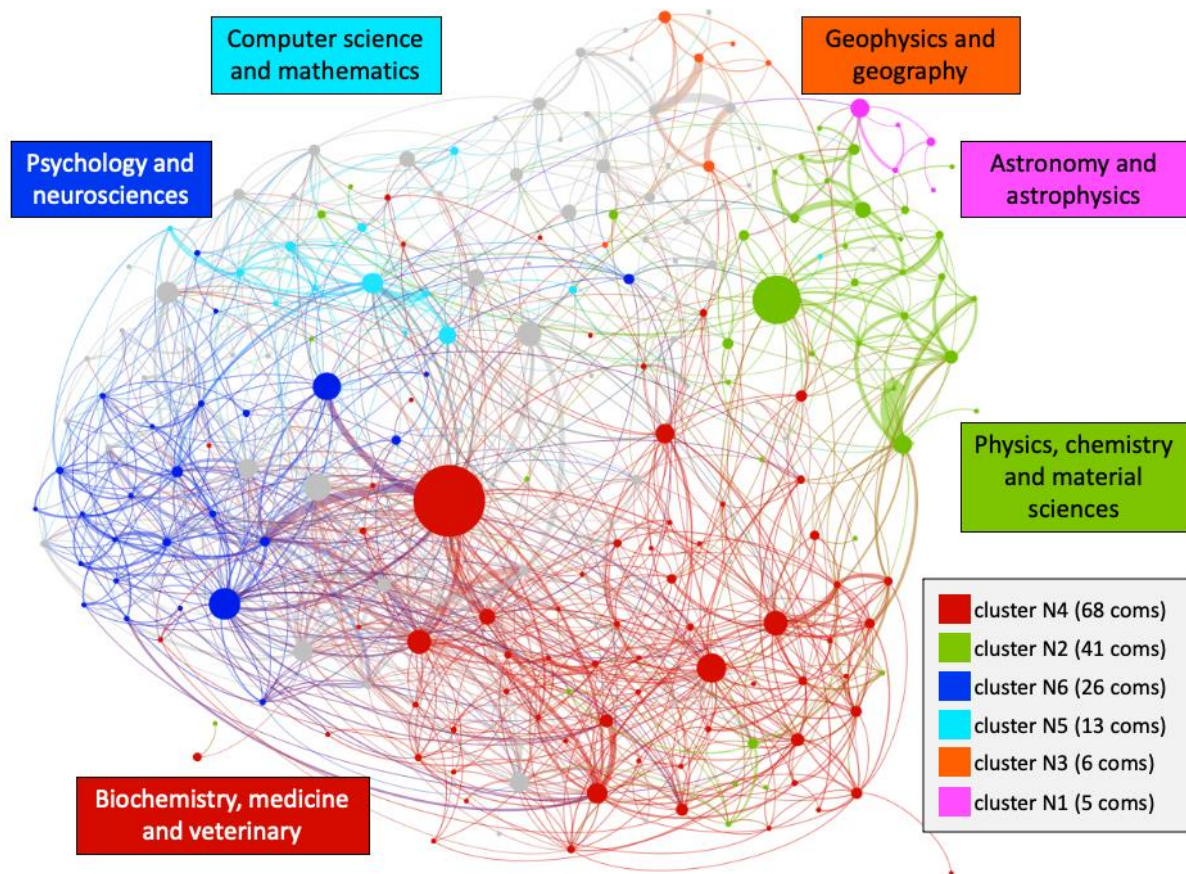 Computer science
and mathematics
Geophysics and
geography
Psychology and
neurosciences
Astronomy and
astrophysics
Physics, chemistry
and material
sciences
Biochemistry, medicine
and veterinary
cluster N4 (68 coms)
cluster N2 (41 coms)
cluster N6 (26 coms)
cluster N5 (13 coms)
cluster N3 (6 coms)
cluster N1 (5 coms)